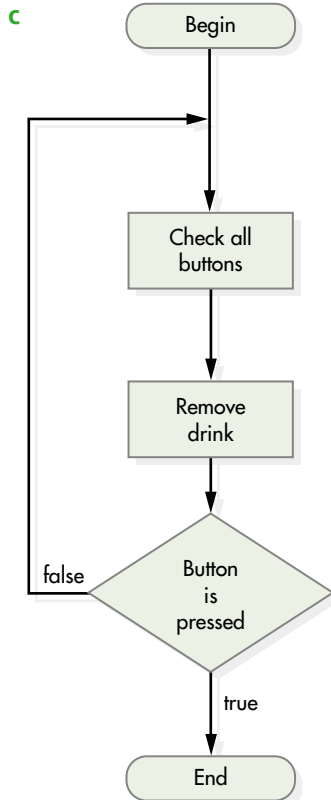 c
Begin
Check all
buttons
Remove
drink
Button
is
pressed
false
true
End